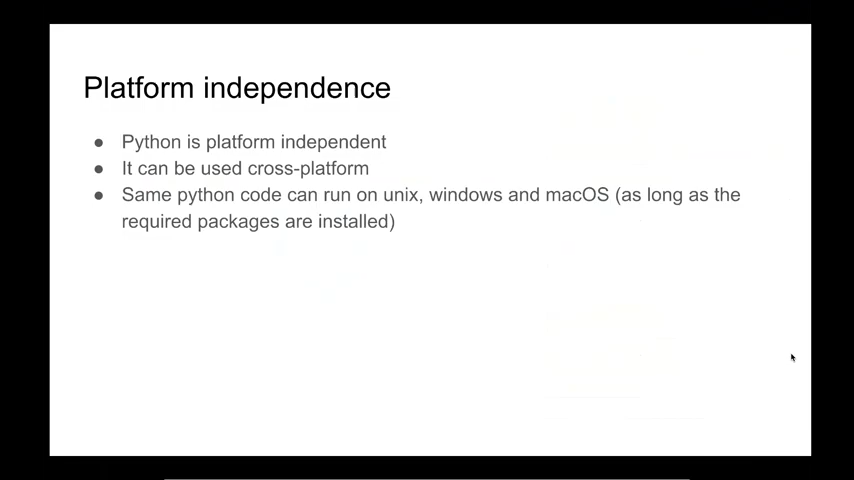 Platform independence
● Python is platform independent
● It can be used cross-platform
● Same python code can run on unix, windows and macOS (as long as the
required packages are installed)